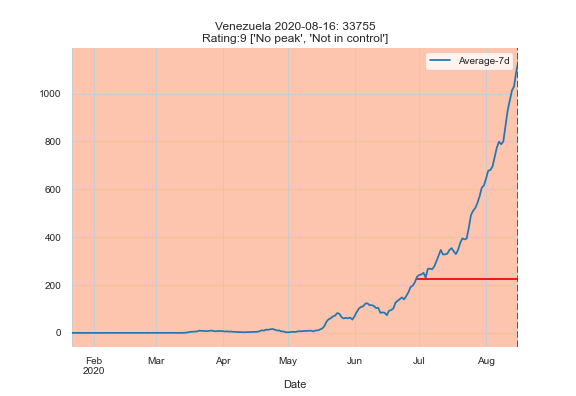 Venezuela 2020-08-16: 33755
Rating:9 ['No peak', 'Not in control']
Average-7d
1000
800
600
400
200
0
Feb
2020
Mar
Apr
May
Jun
Jul
Aug
Date